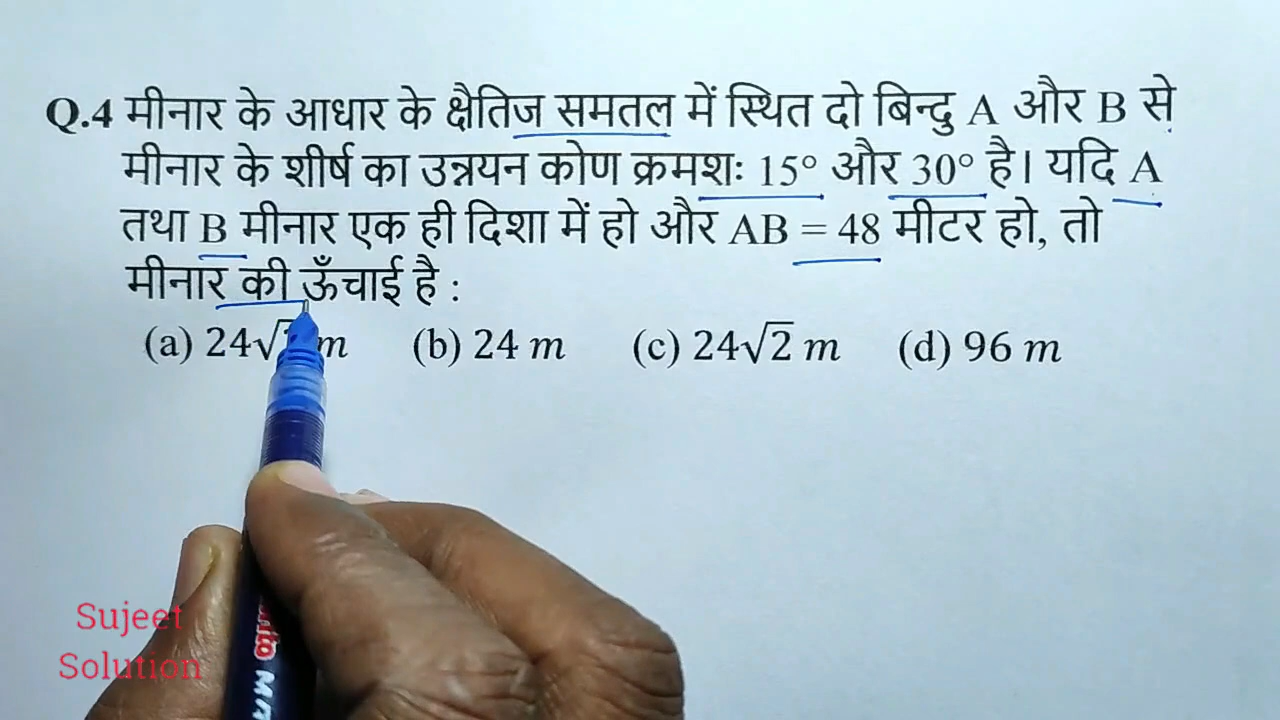 Q.4 मीनार के आधार के क्षैतिज समतल में स्थित दो बिन्दु A और B से
मीनार के शीर्ष का उन्नयन कोण क्रमशः 15° और 30° है। यदि A
तथा B मीनार एक ही दिशा में हो और AB = 48 मीटर हो, तो
मीनार की ऊँचाई है :
(a) 24√ m (b) 24 m (c) 24√2 m (d) 96 m
Sujeet
Solution